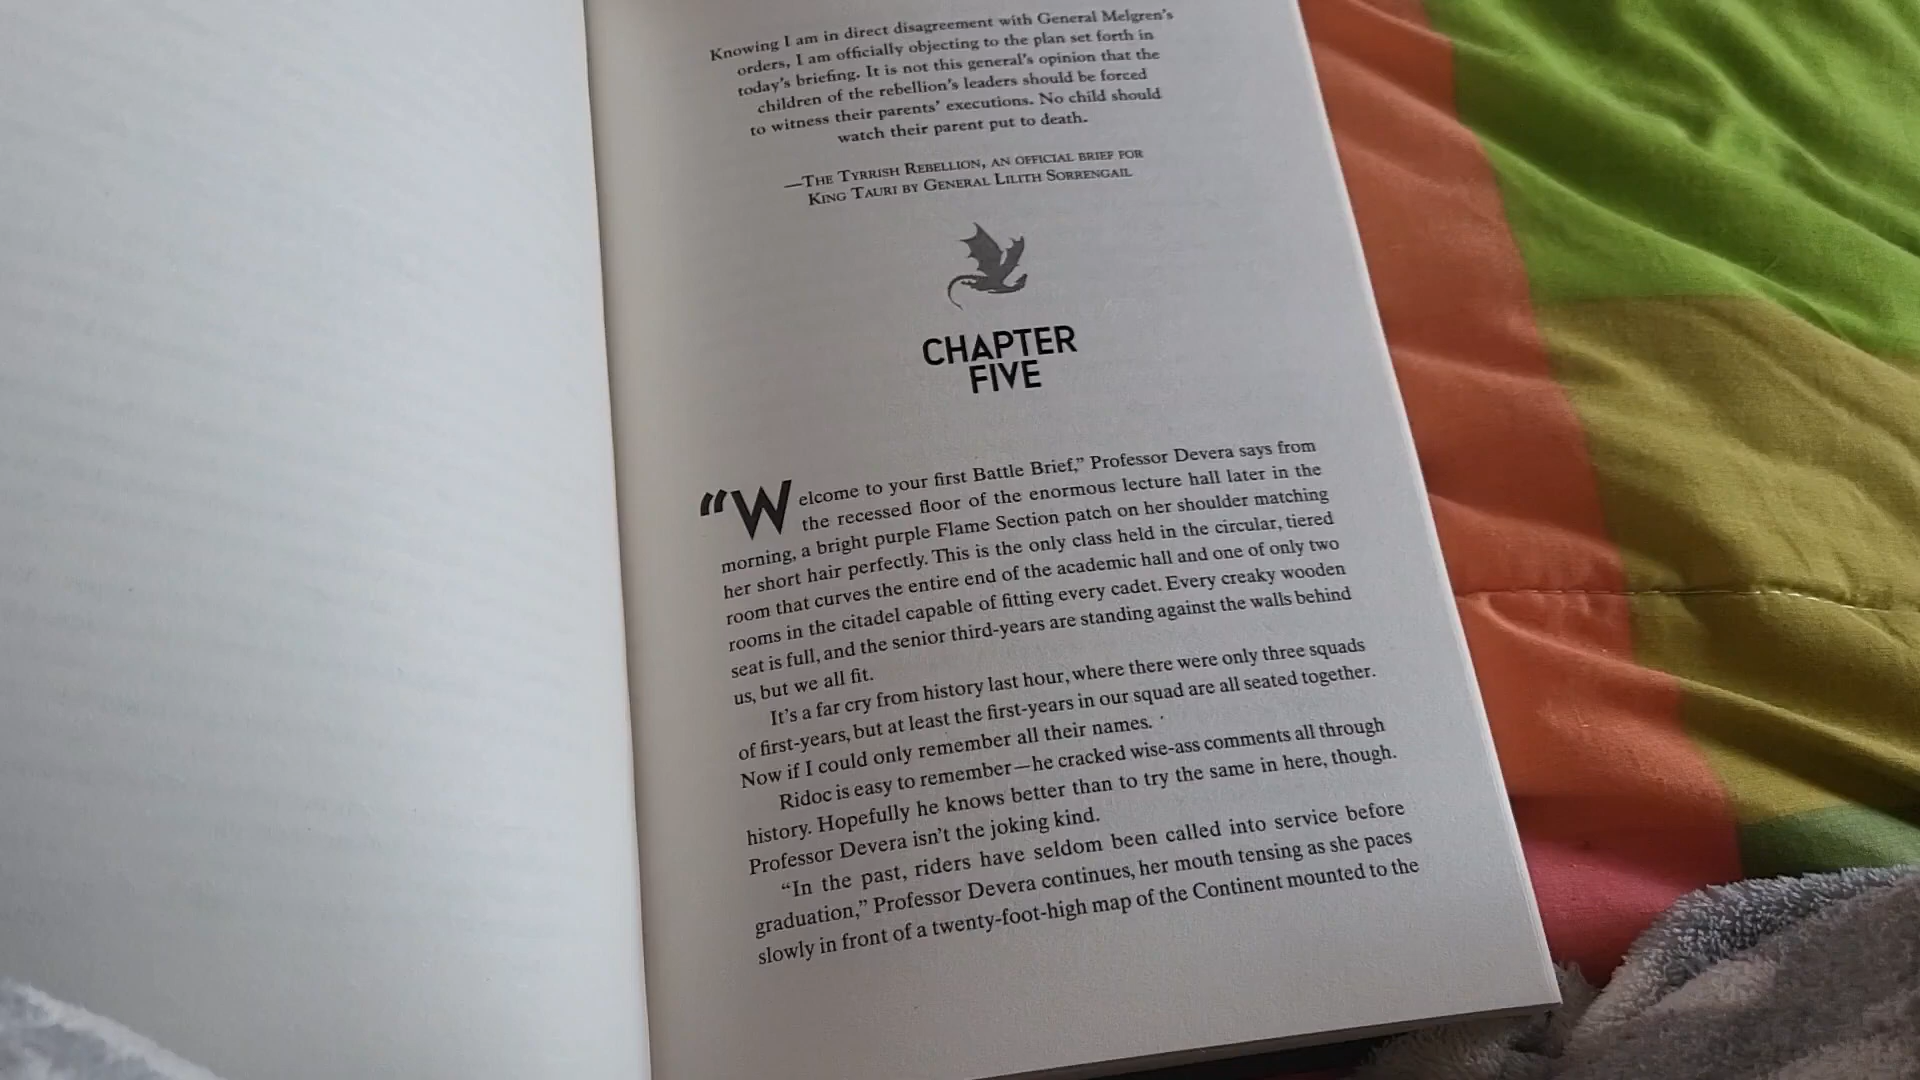 Knowing I am in direct disagreement with General Melgren's
orders, I am officially objecting to the plan set forth in
today's briefing. It is not this general's opinion that the
children of the rebellion's leaders should be forced
to witness their parents' executions. No child should
watch their parent put to death.
—The Tyrrish Rebellion, an official brief for
King Tauri by General Lilith Sorrengail
CHAPTER
FIVE
“Welcome to your first Battle Brief,” Professor Devera says from
the recessed floor of the enormous lecture hall later in the
morning, a bright purple Flame Section patch on her shoulder matching
her short hair perfectly. This is the only class held in the circular, tiered
room that curves the entire end of the academic hall and one of only two
rooms in the citadel capable of fitting every cadet. Every creaky wooden
seat is full, and the senior third-years are standing against the walls behind
us, but we all fit.
It's a far cry from history last hour, where there were only three squads
of first-years, but at least the first-years in our squad are all seated together.
Now if I could only remember all their names.
Ridoc is easy to remember—he cracked wise-ass comments all through
history. Hopefully he knows better than to try the same in here, though.
Professor Devera isn't the joking kind.
“In the past, riders have seldom been called into service before
graduation,” Professor Devera continues, her mouth tensing as she paces
slowly in front of a twenty-foot-high map of the Continent mounted to the